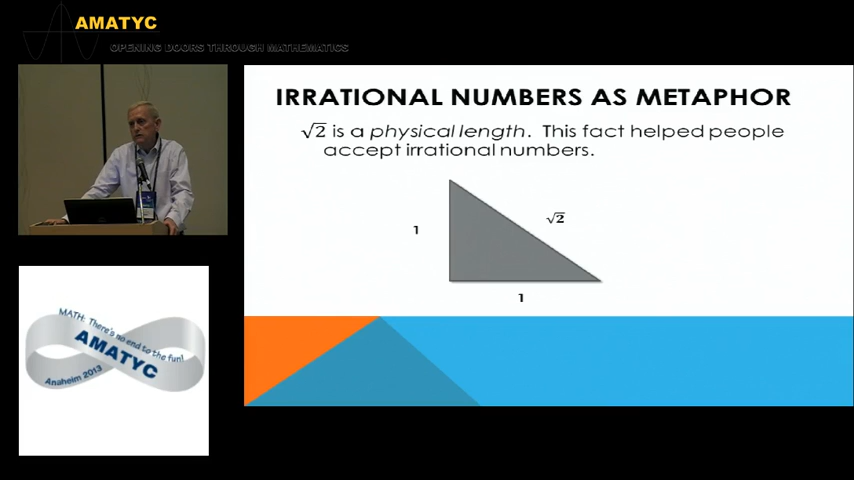 AMATYC
OPENING DOORS THROUGH MATHEMATICS
IRRATIONAL NUMBERS AS METAPHOR
√2 is a physical length. This fact helped people
accept irrational numbers.
1
√2
1
MATH: There's no end to the fun!
AMATYC
Anaheim 2013